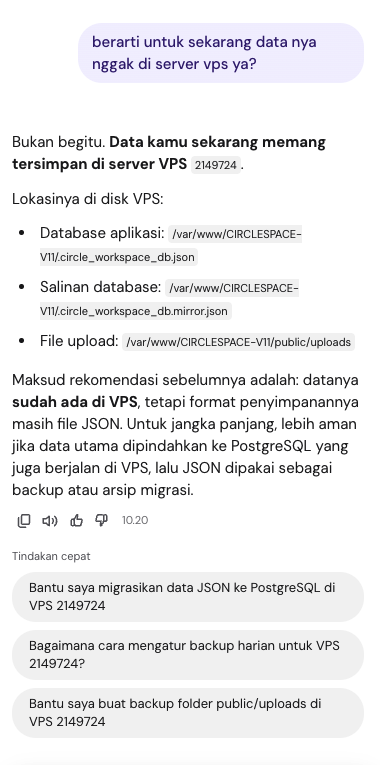 berarti untuk sekarang data nya
nggak di server vps ya?
Bukan begitu. Data kamu sekarang memang
tersimpan di server VPS 2149724.
Lokasinya di disk VPS:
• Database aplikasi: /var/www/CIRCLESPACE-
V11/.circle_workspace_db.json
• Salinan database: /var/www/CIRCLESPACE-
V11/.circle_workspace_db.mirror.json
• File upload: /var/www/CIRCLESPACE-V11/public/uploads
Maksud rekomendasi sebelumnya adalah: datanya
sudah ada di VPS, tetapi format penyimpanannya
masih file JSON. Untuk jangka panjang, lebih aman
jika data utama dipindahkan ke PostgreSQL yang
juga berjalan di VPS, lalu JSON dipakai sebagai
backup atau arsip migrasi.
10.20
Tindakan cepat
Bantu saya migrasikan data JSON ke PostgreSQL di
VPS 2149724
Bagaimana cara mengatur backup harian untuk VPS
2149724?
Bantu saya buat backup folder public/uploads di
VPS 2149724